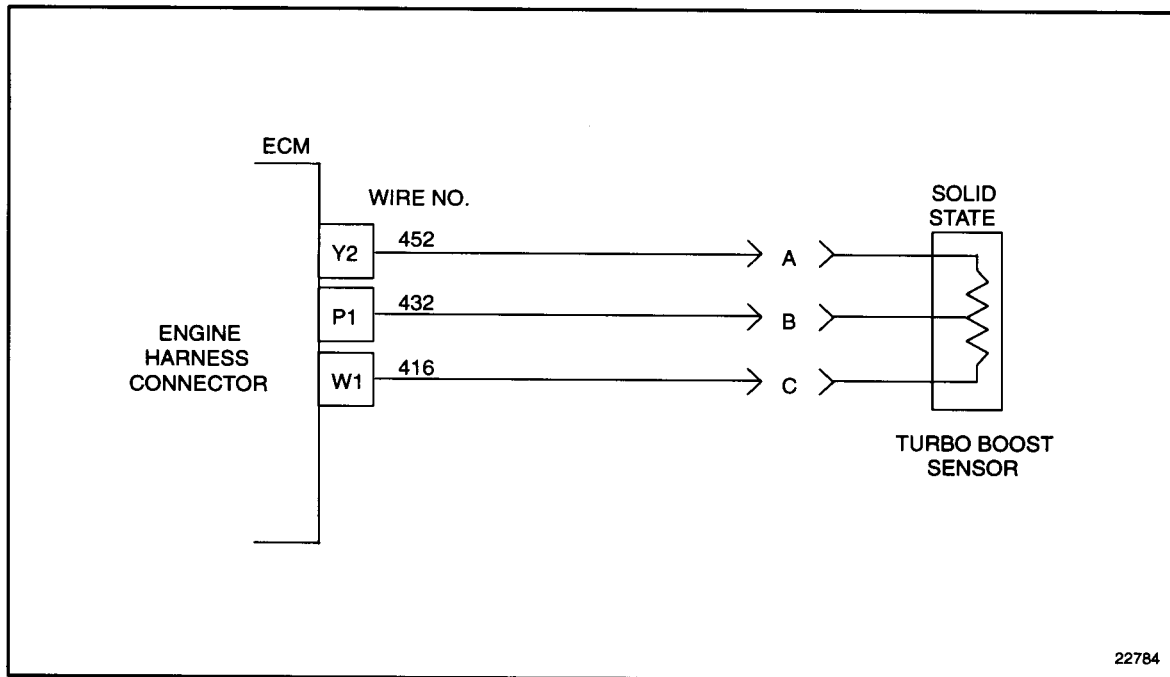 ECM
WIRE NO.
SOLID
STATE
Y2 452 A
P1 432 B
W1 416 C
ENGINE
HARNESS
CONNECTOR
TURBO BOOST
SENSOR
22784